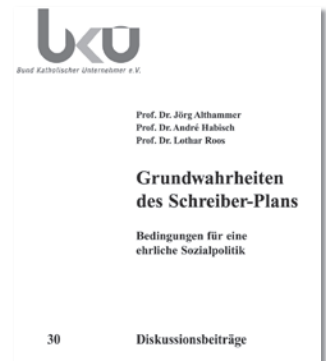 bkü
Bund Katholischer Unternehmer e.V.
Prof. Dr. Jörg Althammer
Prof. Dr. André Habisch
Prof. Dr. Lothar Roos
Grundwahrheiten
des Schreiber-Plans
Bedingungen für eine
ehrliche Sozialpolitik
30
Diskussionsbeiträge